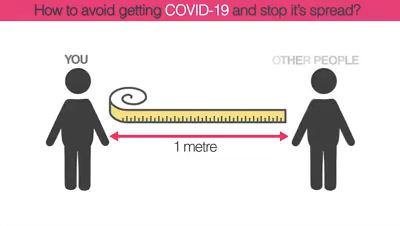 How to avoid getting COVID-19 and stop it's spread?
YOU
OTHER PEOPLE
1 metre